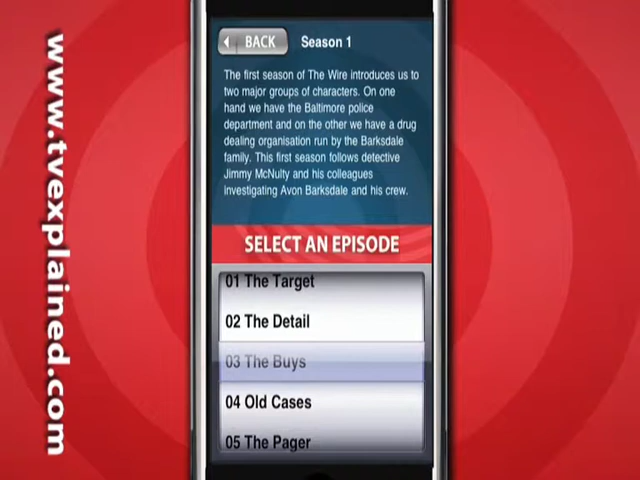 www.tvexplained.com
BACK
Season 1
The first season of The Wire introduces us to
two major groups of characters. On one
hand we have the Baltimore police
department and on the other we have a drug
dealing organisation run by the Barksdale
family. This first season follows detective
Jimmy McNulty and his colleagues
investigating Avon Barksdale and his crew.
SELECT AN EPISODE
01 The Target
02 The Detail
03 The Buys
04 Old Cases
05 The Pager